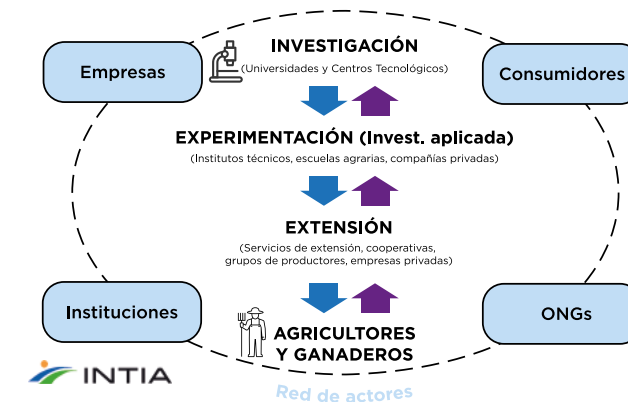 INVESTIGACIÓN
(Universidades y Centros Tecnológicos)
Empresas
Consumidores
EXPERIMENTACIÓN (Invest. aplicada)
(Institutos técnicos, escuelas agrarias, compañías privadas)
EXTENSIÓN
(Servicios de extensión, cooperativas,
grupos de productores, empresas privadas)
Instituciones
ONGs
AGRICULTORES
Y GANADEROS
INTIA
Red de actores